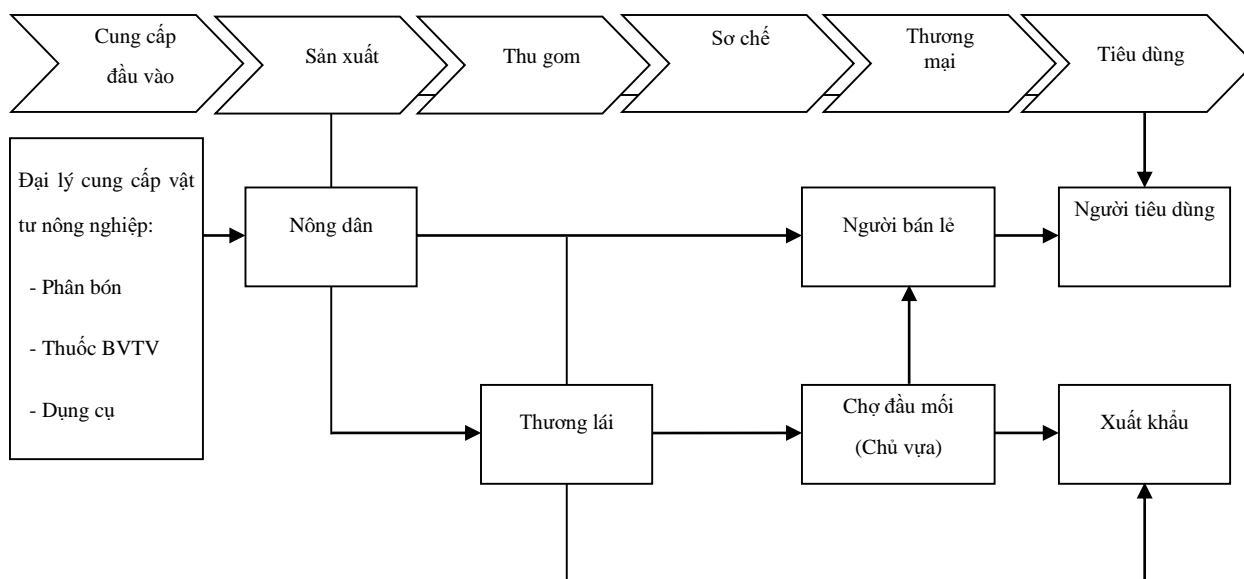 Cung cấp
đầu vào
Sản xuất
Thu gom
Sơ chế
Thương
mại
Tiêu dùng
Đại lý cung cấp vật
tư nông nghiệp:
- Phân bón
- Thuốc BVTV
- Dụng cụ
Nông dân
Người bán lẻ
Người tiêu dùng
Thương lái
Chợ đầu mối
(Chủ vựa)
Xuất khẩu